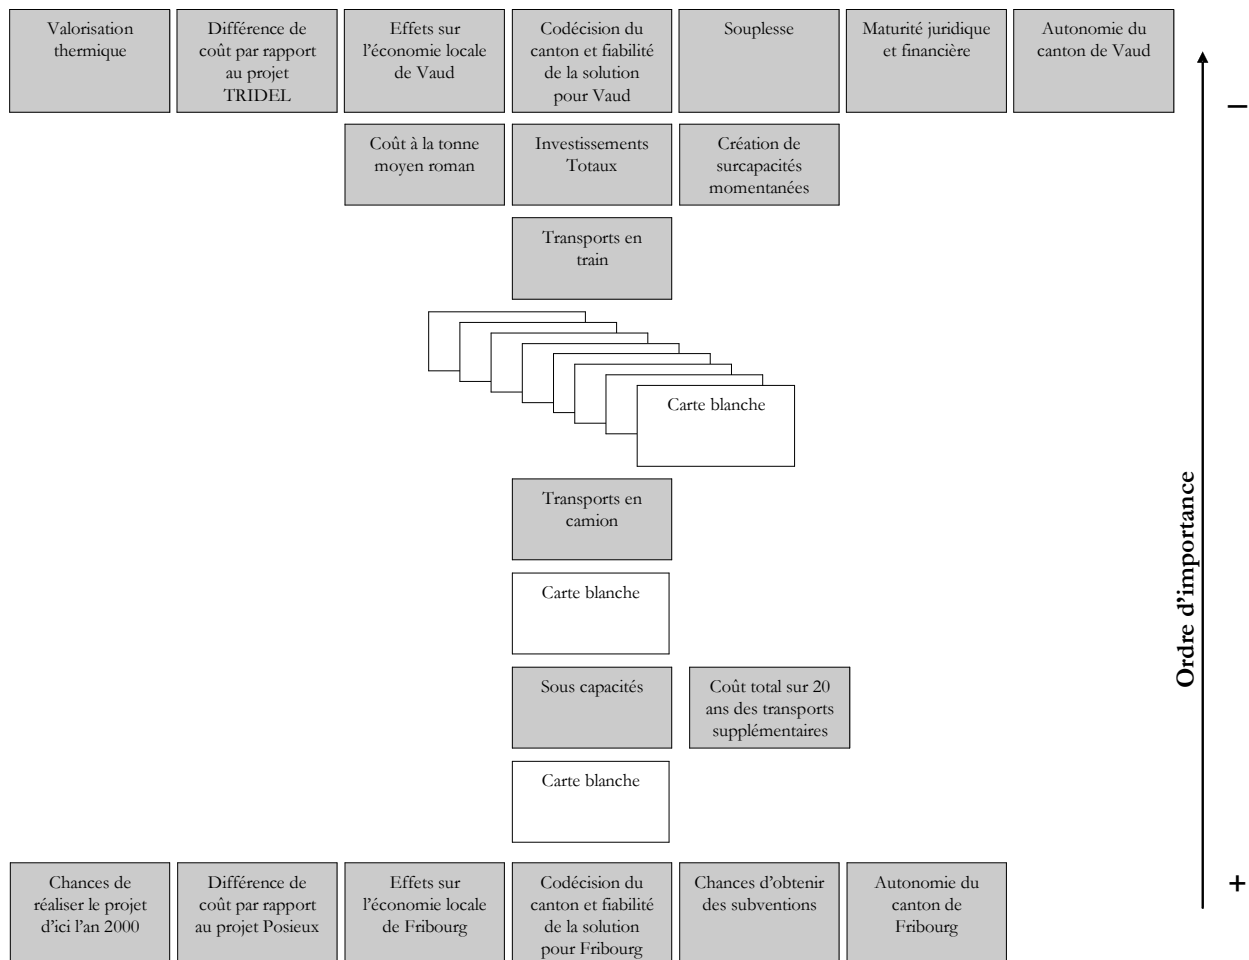 Valorisation
thermique
Différence de
coût par rapport
au projet
TRIDEL
Effets sur
l'économie locale
de Vaud
Codécision du
canton et fiabilité
de la solution
pour Vaud
Souplesse
Maturité juridique
et financière
Autonomie du
canton de Vaud
–
Coût à la tonne
moyen roman
Investissements
Totaux
Création de
surcapacités
momentanées
Transports en
train
Carte blanche
Transports en
camion
Carte blanche
Sous capacités
Coût total sur 20
ans des transports
supplémentaires
Carte blanche
Ordre d'importance
Chances de
réaliser le projet
d'ici l'an 2000
Différence de
coût par rapport
au projet Posieux
Effets sur
l'économie locale
de Fribourg
Codécision du
canton et fiabilité
de la solution
pour Fribourg
Chances d'obtenir
des subventions
Autonomie du
canton de
Fribourg
+